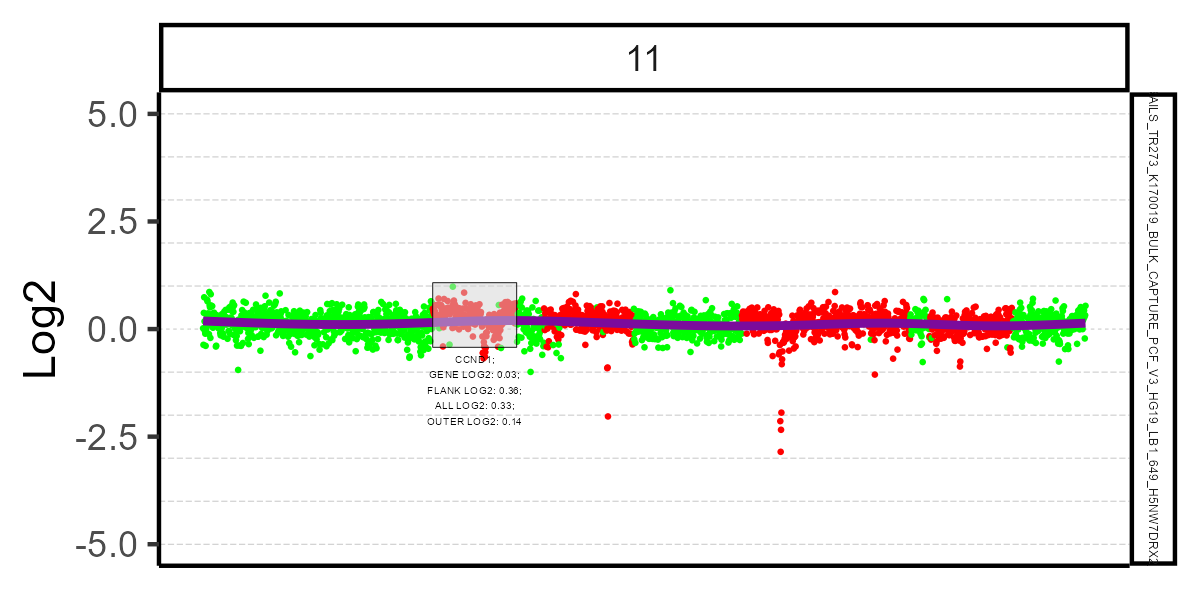 11
5.0
2.5
0.0
-2.5
-5.0
Log2
CCND1;
GENE LOG2: 0.03;
FLANK LOG2: 0.36;
ALL LOG2: 0.33;
OUTER LOG2: 0.14
AILS_TR273_K170019_BULK_CAPTURE_PCF_V3_HG19_LB1_649_H5NW7DRX2